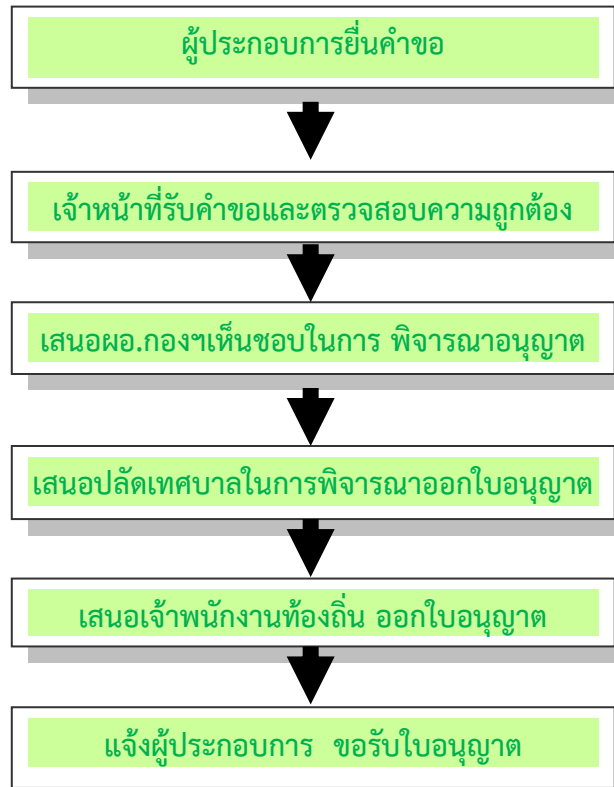 ผู้ประกอบการยื่นคำขอ
เจ้าหน้าที่รับคำขอและตรวจสอบความถูกต้อง
เสนอผอ.กองฯเห็นชอบในการ พิจารณาอนุญาต
เสนอปลัดเทศบาลในการพิจารณาออกใบอนุญาต
เสนอเจ้าพนักงานท้องถิ่น ออกใบอนุญาต
แจ้งผู้ประกอบการ ขอรับใบอนุญาต